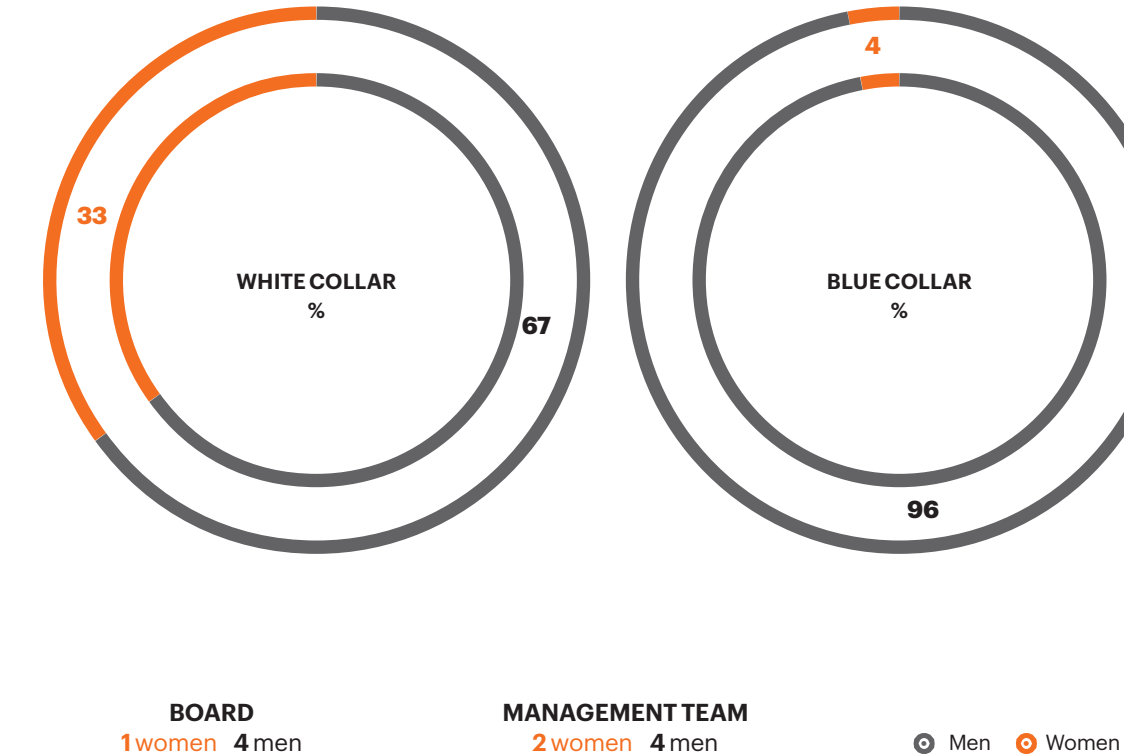 4
33
WHITE COLLAR
%
BLUE COLLAR
%
67
96
BOARD
1 women 4 men
MANAGEMENT TEAM
2 women 4 men
Men
Women